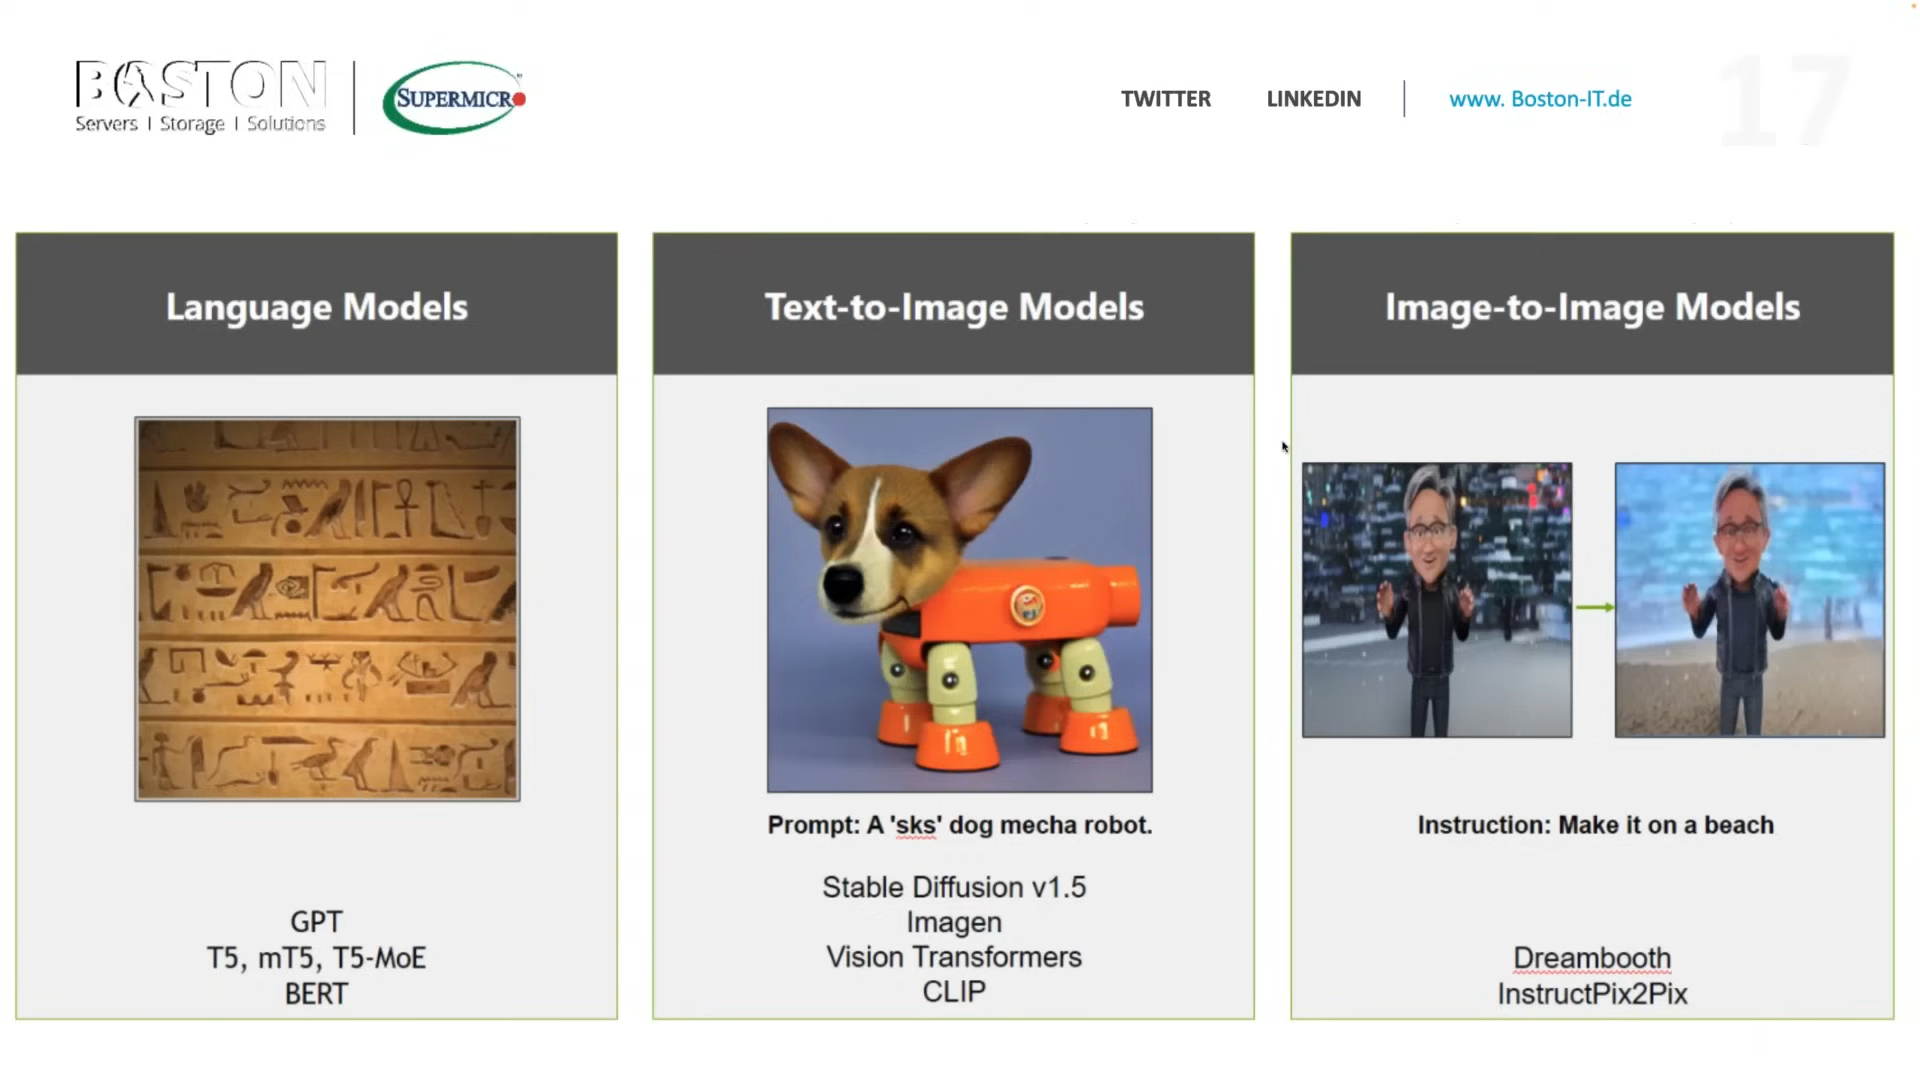 BOSTON
Servers | Storage | Solutions
SUPERMICRO
TWITTER
LINKEDIN
www. Boston-IT.de
17
Language Models
GPT
T5, mT5, T5-MoE
BERT
Text-to-Image Models
Prompt: A 'sks' dog mecha robot.
Stable Diffusion v1.5
Imagen
Vision Transformers
CLIP
Image-to-Image Models
Instruction: Make it on a beach
Dreambooth
InstructPix2Pix